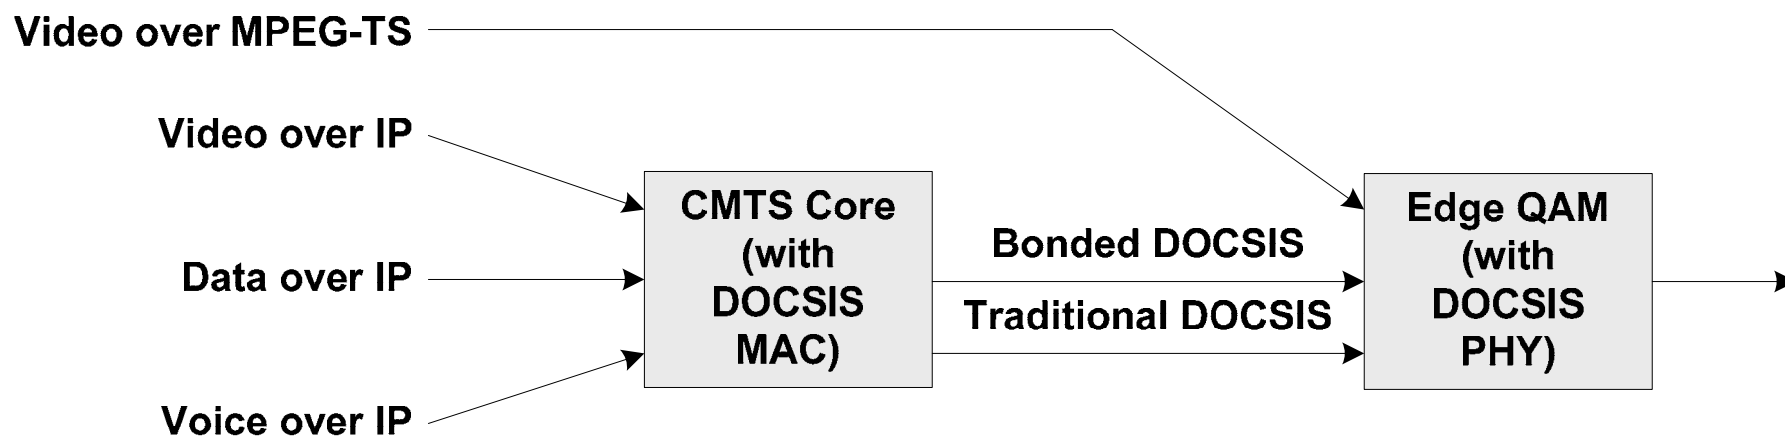 Video over MPEG-TS
Video over IP
Data over IP
Voice over IP
CMTS Core
(with
DOCSIS
MAC)
Bonded DOCSIS
Traditional DOCSIS
Edge QAM
(with
DOCSIS
PHY)